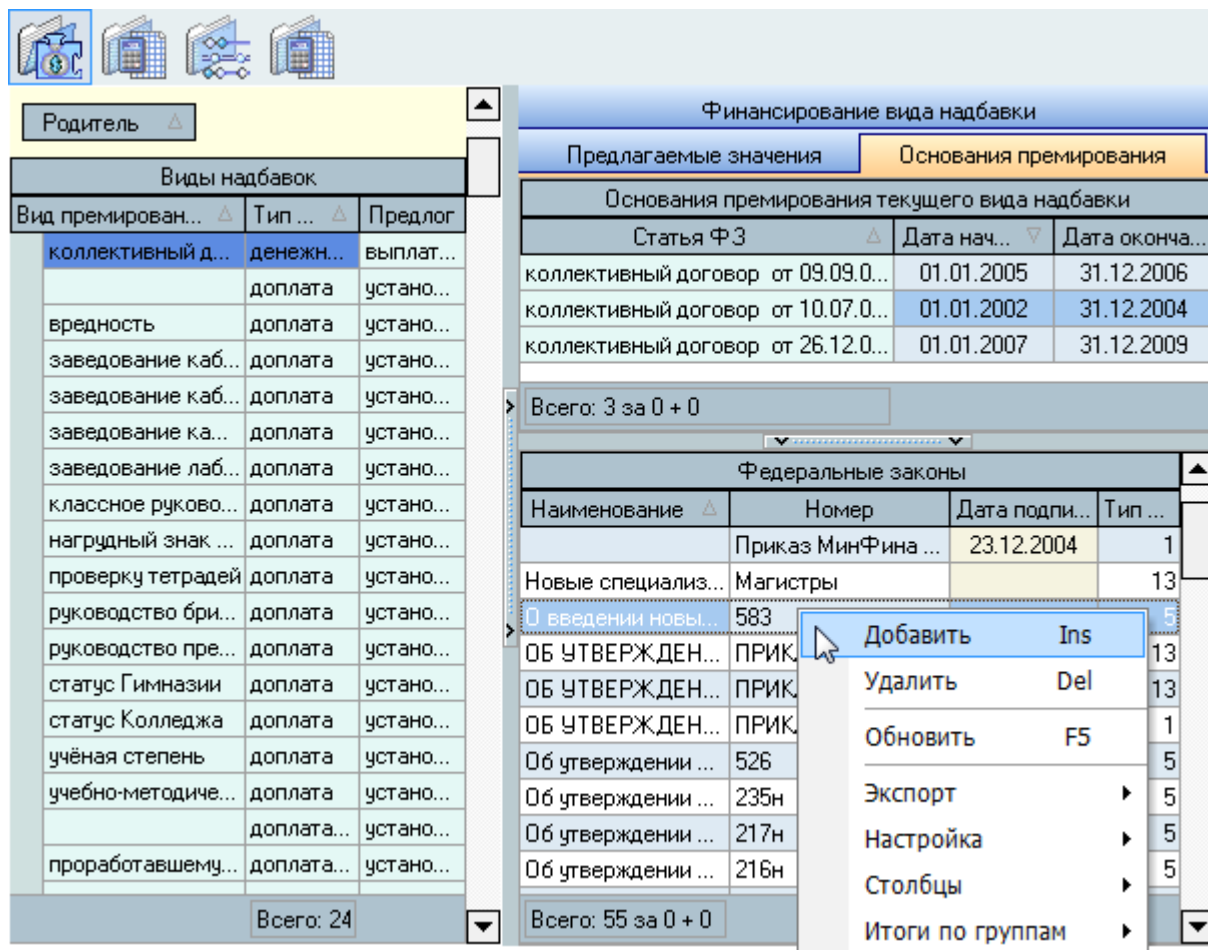 Родитель
Виды надбавок
Вид премирован... Тип ... Предлог
коллективный д... денежн... выплат...
доплата устано...
вредность доплата устано...
заведование каб... доплата устано...
заведование каб... доплата устано...
заведование ка... доплата устано...
заведование лаб... доплата устано...
классное руково... доплата устано...
нагрудный знак ... доплата устано...
проверку тетрадей доплата устано...
руководство бри... доплата устано...
руководство пре... доплата устано...
статус Гимназии доплата устано...
статус Колледжа доплата устано...
учёная степень доплата устано...
учебно-методиче... доплата устано...
доплата... устано...
проработавшему... доплата... устано...
Всего: 24
Финансирование вида надбавки
Предлагаемые значения Основания премирования
Основания премирования текущего вида надбавки
Статья ФЗ Дата нач... Дата оконча...
коллективный договор от 09.09.0... 01.01.2005 31.12.2006
коллективный договор от 10.07.0... 01.01.2002 31.12.2004
коллективный договор от 26.12.0... 01.01.2007 31.12.2009
Всего: 3 за 0 + 0
Федеральные законы
Наименование Номер Дата подпи... Тип ...
Приказ МинФина ... 23.12.2004 1
Новые специализ... Магистры 13
О введении новы... 583 5
ОБ УТВЕРЖДЕН... ПРИК 13
ОБ УТВЕРЖДЕН... ПРИК 13
ОБ УТВЕРЖДЕН... ПРИК 1
Об утверждении ... 526 5
Об утверждении ... 235н 5
Об утверждении ... 217н 5
Об утверждении ... 216н 5
Всего: 55 за 0 + 0
Добавить Ins
Удалить Del
Обновить F5
Экспорт
Настройка
Столбцы
Итоги по группам